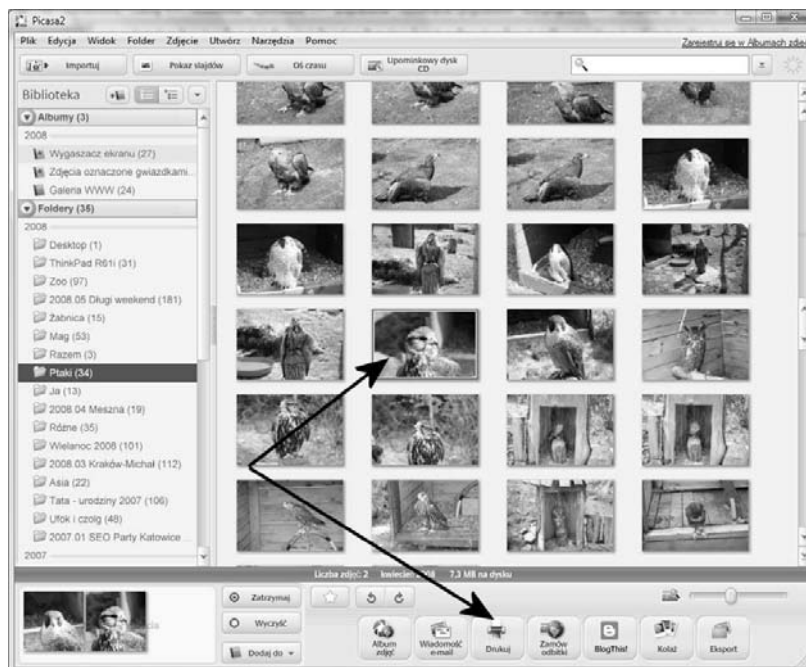 Picasa2
Plik Edycja Widok Folder Zdjęcie Utwórz Narzędzia Pomoc
Zarejestruj się w Albumach zdjęć
Importuj
Pokaz slajdów
Oś czasu
Upominkowy dysk
CD
Biblioteka
Albumy (3)
2008
Wygaszacz ekranu (27)
Zdjęcia oznaczone gwiazdkami...
Galeria WWW (24)
Foldery (35)
2008
Desktop (1)
ThinkPad R61i (31)
Zoo (97)
2008.05 Długi weekend (181)
Żabnica (15)
Mag (53)
Razem (3)
Ptaki (34)
Ja (13)
2008 04 Meszna (19)
Różne (35)
Wielanoc 2008 (101)
2008.03 Kraków-Michał (112)
Asia (22)
Tata - urodziny 2007 (106)
Ufok i czolg (48)
2007.01 SEO Party Katowice ...
2007
Liczba zdjęć: 2 kwiecień 2008 7,3 MB na dysku
Zatrzymaj
Wyczyść
Dodaj do
Album
zdjęć
Wiadomość
e-mail
Drukuj
Zamów
odbitki
BlogThis!
Kolaż
Eksport